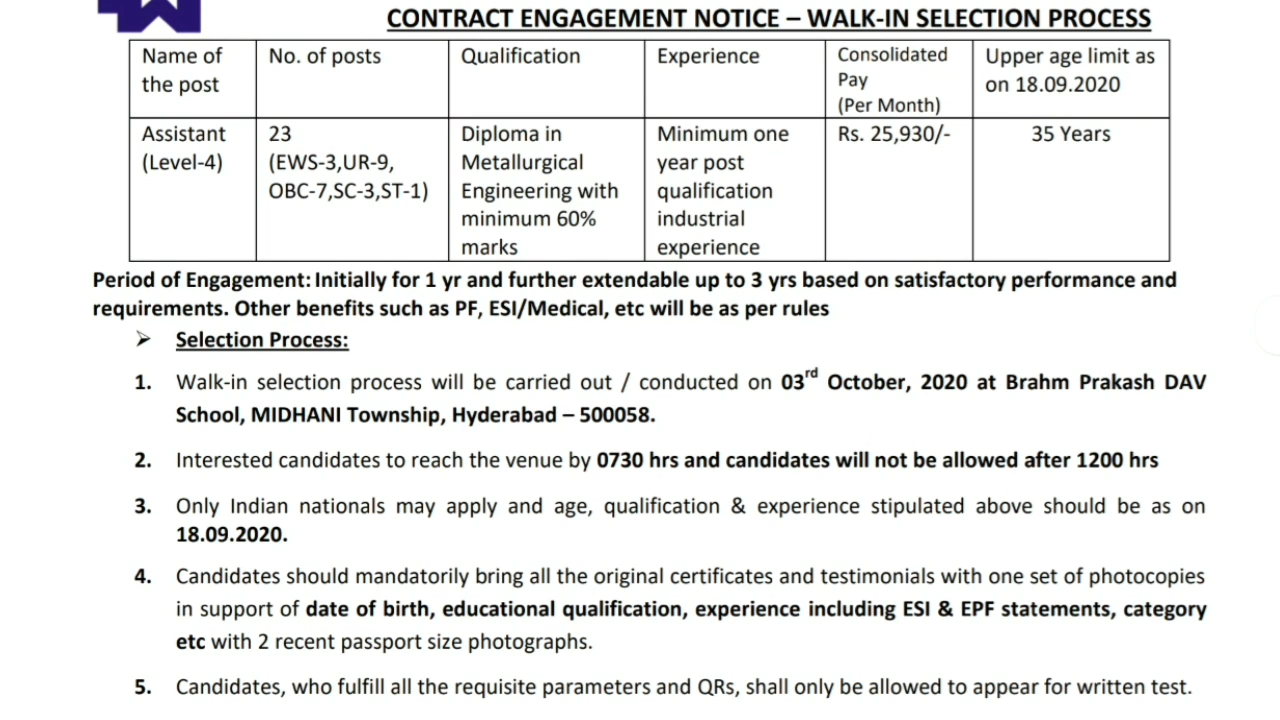 CONTRACT ENGAGEMENT NOTICE – WALK-IN SELECTION PROCESS
Name of the post
No. of posts
Qualification
Experience
Consolidated Pay (Per Month)
Upper age limit as on 18.09.2020
Assistant (Level-4)
23 (EWS-3,UR-9, OBC-7,SC-3,ST-1)
Diploma in Metallurgical Engineering with minimum 60% marks
Minimum one year post qualification industrial experience
Rs. 25,930/-
35 Years
Period of Engagement: Initially for 1 yr and further extendable up to 3 yrs based on satisfactory performance and
requirements. Other benefits such as PF, ESI/Medical, etc will be as per rules
➢ Selection Process:
1. Walk-in selection process will be carried out / conducted on 03rd October, 2020 at Brahm Prakash DAV
School, MIDHANI Township, Hyderabad – 500058.
2. Interested candidates to reach the venue by 0730 hrs and candidates will not be allowed after 1200 hrs
3. Only Indian nationals may apply and age, qualification & experience stipulated above should be as on
18.09.2020.
4. Candidates should mandatorily bring all the original certificates and testimonials with one set of photocopies
in support of date of birth, educational qualification, experience including ESI & EPF statements, category
etc with 2 recent passport size photographs.
5. Candidates, who fulfill all the requisite parameters and QRs, shall only be allowed to appear for written test.